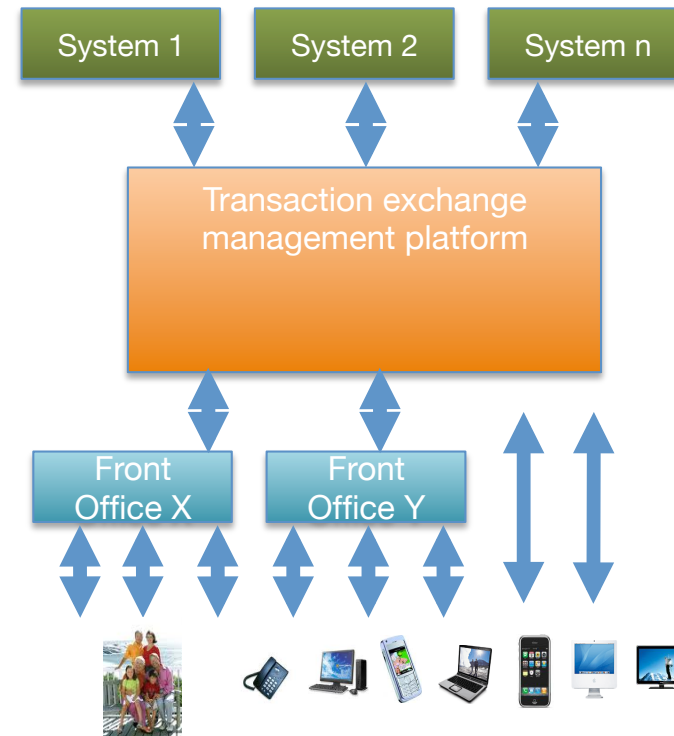 System 1
System 2
System n
Transaction exchange
management platform
Front
Office X
Front
Office Y